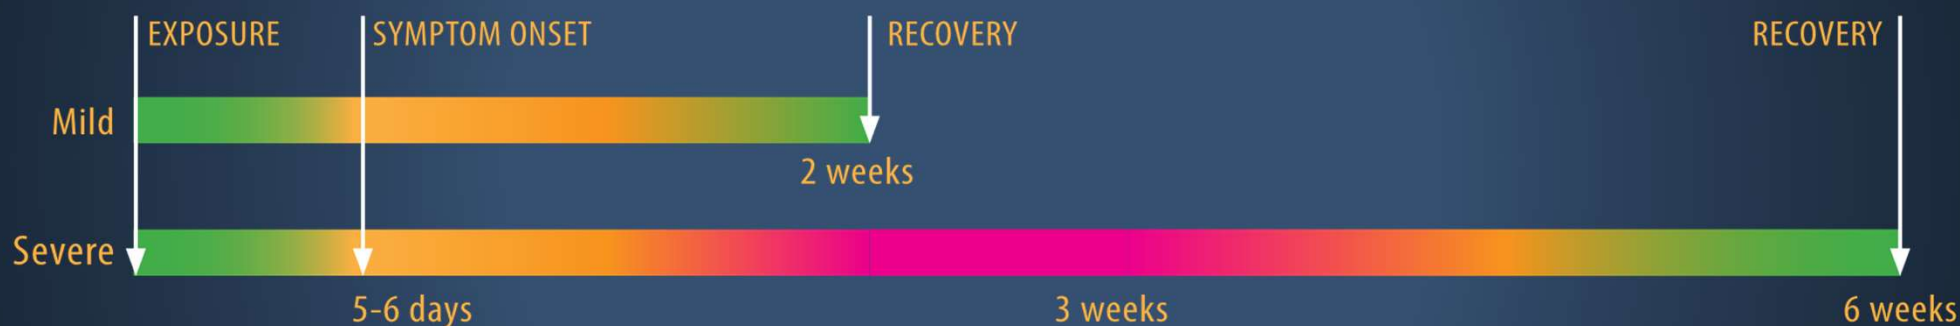 EXPOSURE
SYMPTOM ONSET
RECOVERY
RECOVERY
Mild
2 weeks
Severe
5-6 days
3 weeks
6 weeks